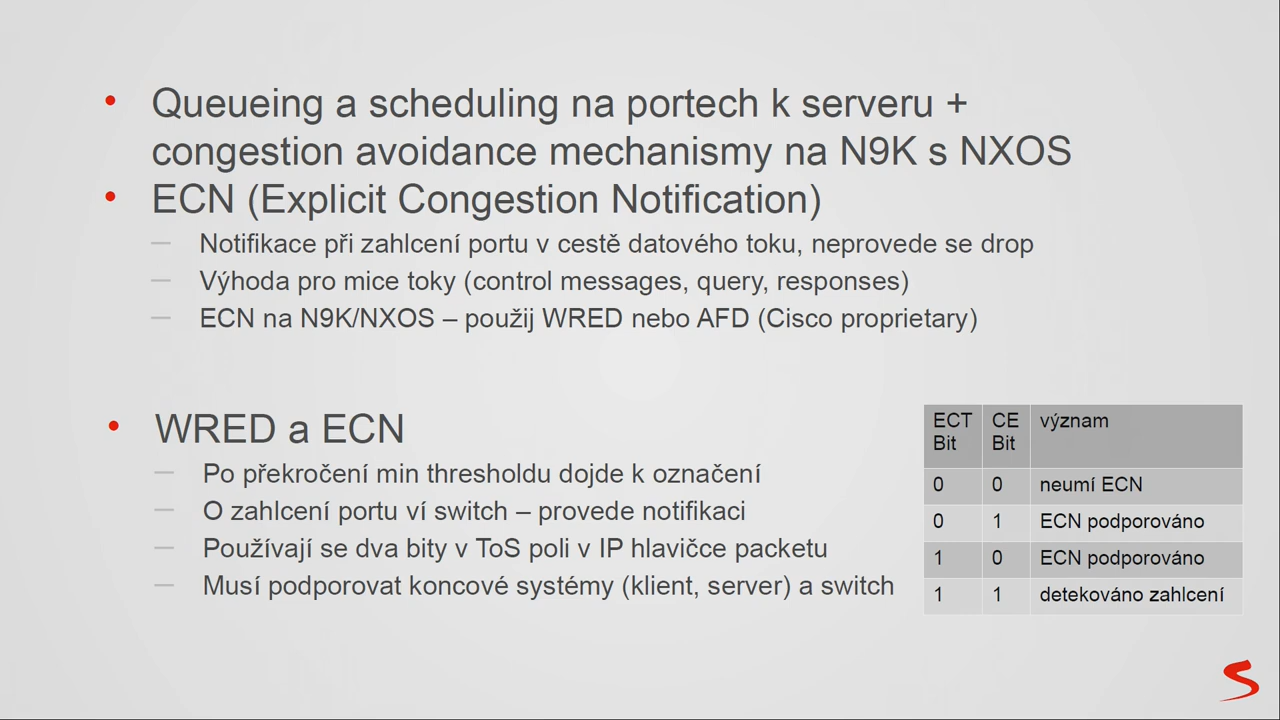 Queueing a scheduling na portech k serveru +
congestion avoidance mechanismy na N9K s NXOS
ECN (Explicit Congestion Notification)
Notifikace při zahlcení portu v cestě datového toku, neprovede se drop
Výhoda pro mice toky (control messages, query, responses)
ECN na N9K/NXOS – použij WRED nebo AFD (Cisco proprietary)
WRED a ECN
Po překročení min thresholdu dojde k označení
O zahlcení portu ví switch – provede notifikaci
Používají se dva bity v ToS poli v IP hlavičce packetu
Musí podporovat koncové systémy (klient, server) a switch
ECT Bit CE Bit význam
0 0 neumí ECN
0 1 ECN podporováno
1 0 ECN podporováno
1 1 detekováno zahlcení